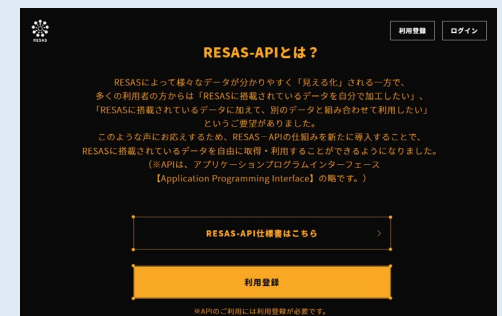 RESAS
利用登録
ログイン
RESAS-APIとは？
RESASによって様々なデータが分かりやすく「見える化」される一方で、
多くの利用者の方からは「RESASに搭載されているデータを自分で加工したい」、
「RESASに搭載されているデータに加えて、別のデータと組み合わせて利用したい」
というご要望がありました。
このような声にお応えするため、RESAS－APIの仕組みを新たに導入することで、
RESASに搭載されているデータを自由に取得・利用することができるようになりました。
（※APIは、アプリケーションプログラムインターフェース
【Application Programming Interface】の略です。）
RESAS-API仕様書はこちら
利用登録
※APIのご利用には利用登録が必要です。